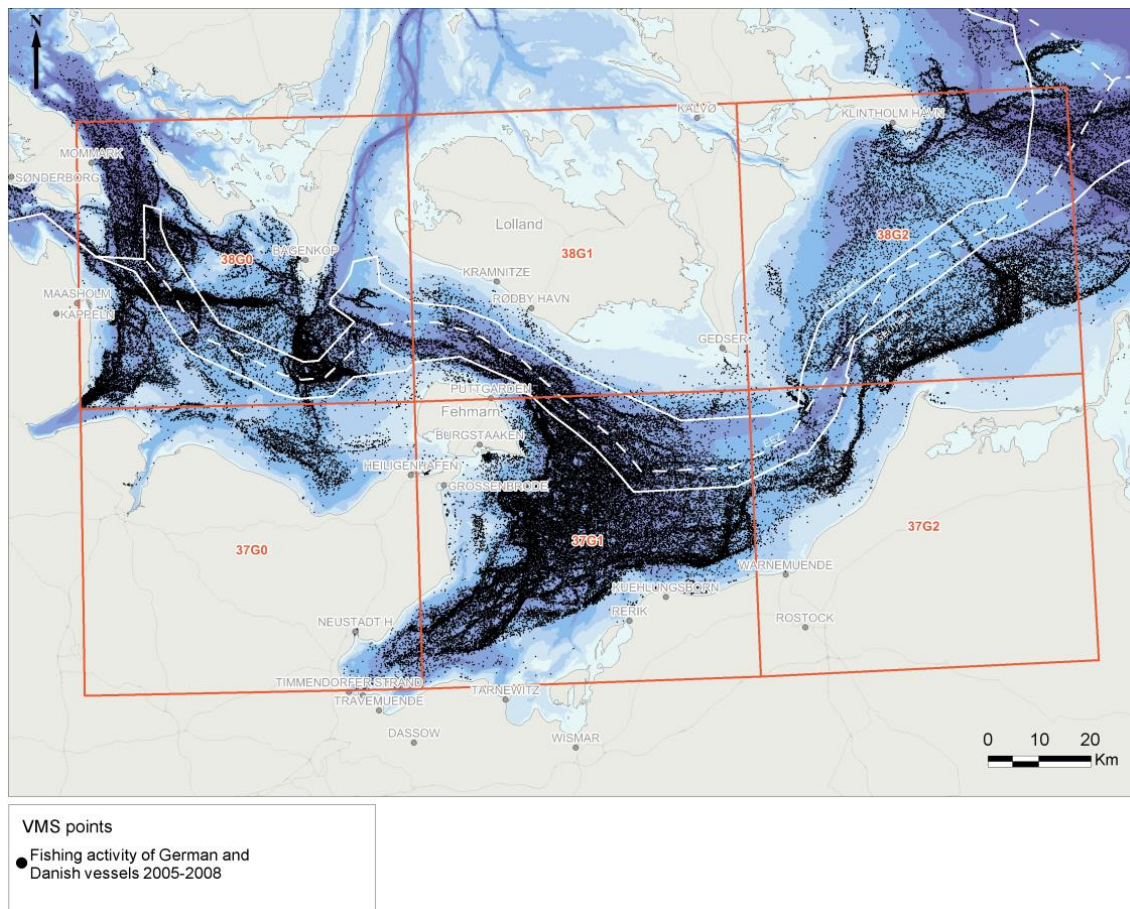 N
KALVØ
KLINTHOLM HAVN
MOMMARK
SØNDERBORG
Lolland
38G2
BAGENKOP
38G0
38G1
KRAMNITZE
MAASHOLM
RØDBY HAVN
KAPPELN
GEDSER
PUTTGARDEN
Fehmarn
BURGSTAAKEN
EEZ
HEILIGENHAFEN
GROSSENBRODE
37G2
37G0
37G1
WARNEMUENDE
KUEHLUNGSBORN
RERIK
NEUSTADT H.
ROSTOCK
TIMMENDORFER STRAND
TARNEWITZ
TRAVEMUENDE
DASSOW
WISMAR
0 10 20
Km
VMS points
Fishing activity of German and
Danish vessels 2005-2008